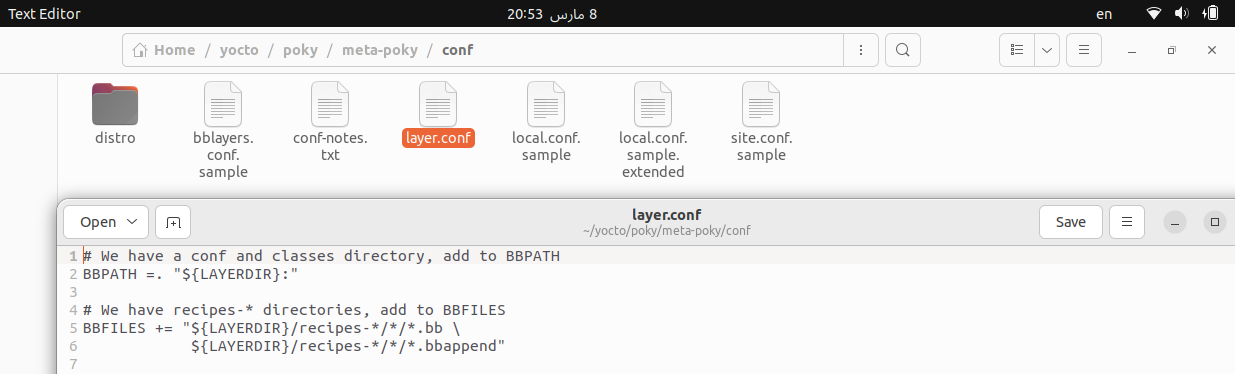 Text Editor
8 مارس 20:53
en
Home / yocto / poky / meta-poky / conf
distro
bblayers.
conf.
sample
conf-notes.
txt
layer.conf
local.conf.
sample
local.conf.
sample.
extended
site.conf.
sample
Open
layer.conf
~/yocto/poky/meta-poky/conf
Save
1 # We have a conf and classes directory, add to BBPATH
2 BBPATH =. "${LAYERDIR}:"
3
4 # We have recipes-* directories, add to BBFILES
5 BBFILES += "${LAYERDIR}/recipes-*/*/*.bb \
6             ${LAYERDIR}/recipes-*/*/*.bbappend"
7